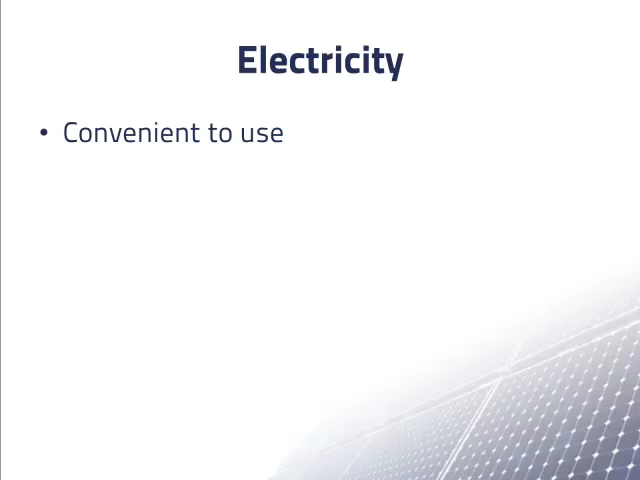 Electricity
• Convenient to use